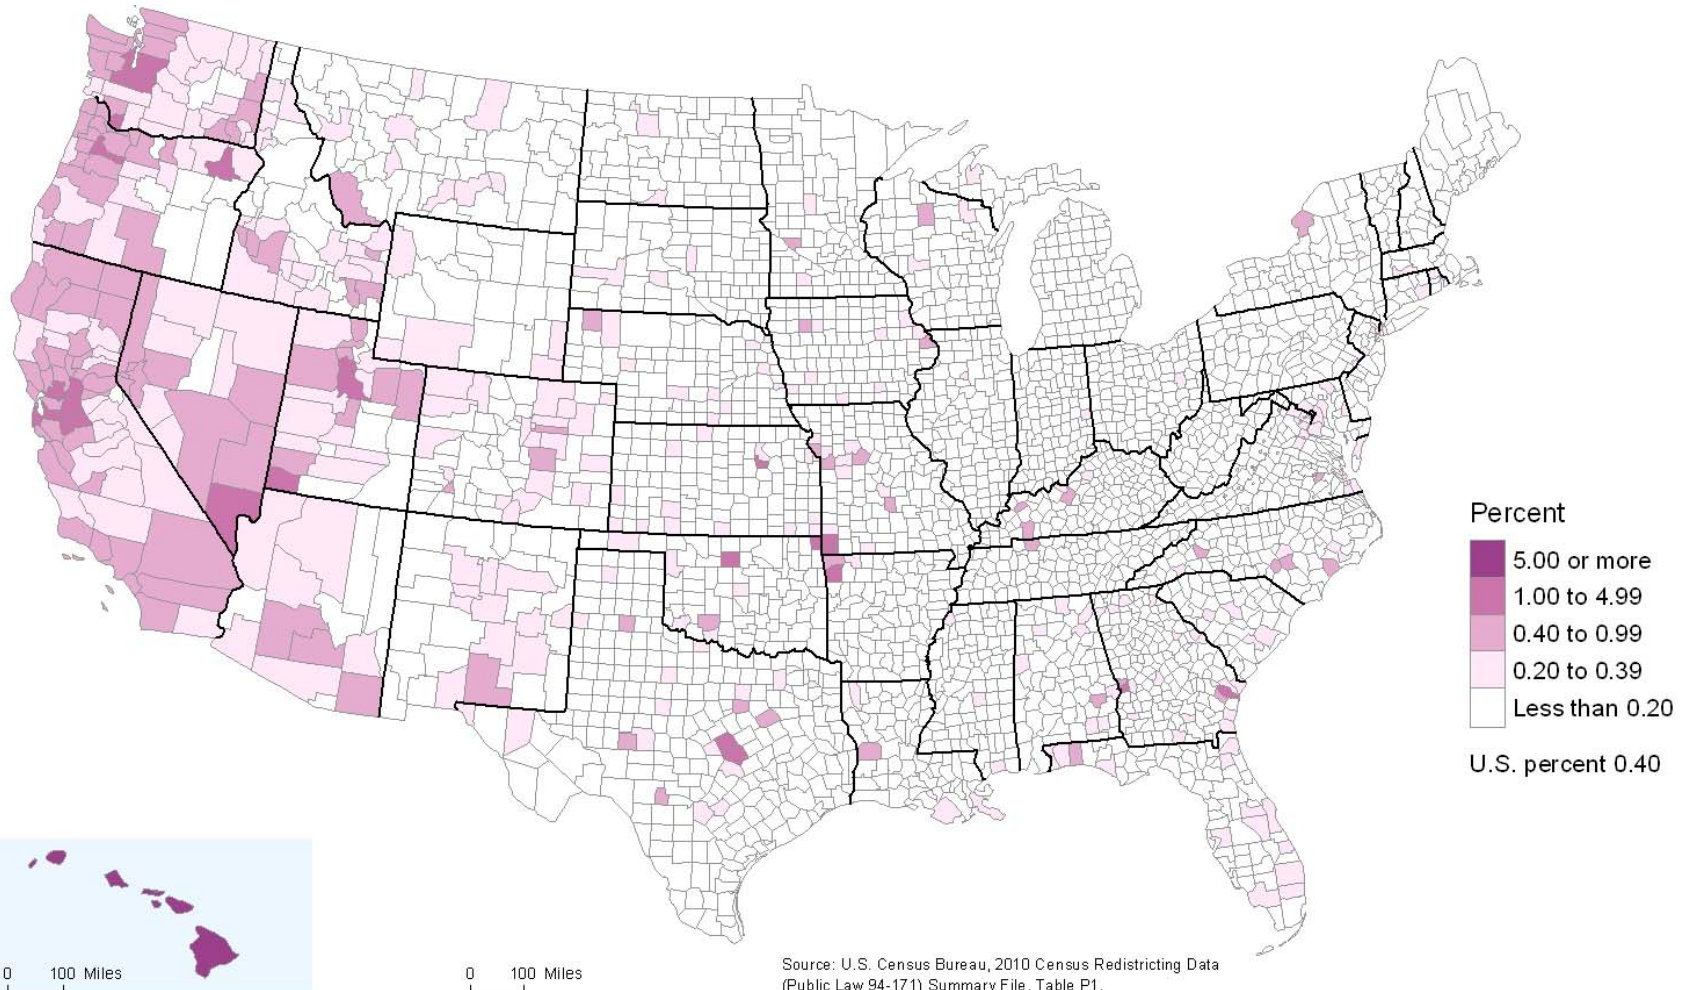 Percent
5.00 or more
1.00 to 4.99
0.40 to 0.99
0.20 to 0.39
Less than 0.20
U.S. percent 0.40
0 100 Miles
0 100 Miles
Source: U.S. Census Bureau, 2010 Census Redistricting Data
(Public Law 94-171) Summary File, Table P1.